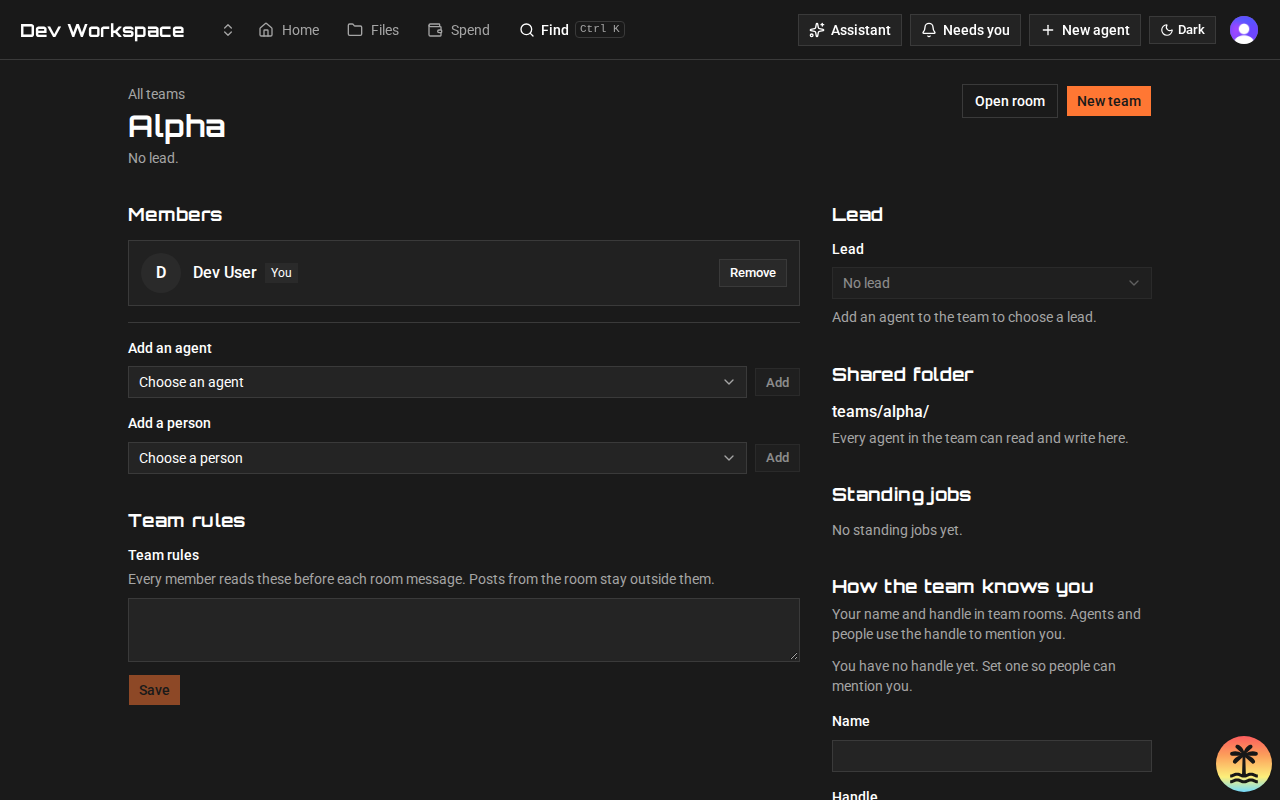 Dev Workspace
Home
Files
Spend
Find Ctrl K
Assistant
Needs you
New agent
Dark
All teams
Alpha
No lead.
Open room
New team
Members
D
Dev User
You
Remove
Add an agent
Choose an agent
Add
Add a person
Choose a person
Add
Team rules
Team rules
Every member reads these before each room message. Posts from the room stay outside them.
Save
Lead
Lead
No lead
Add an agent to the team to choose a lead.
Shared folder
teams/alpha/
Every agent in the team can read and write here.
Standing jobs
No standing jobs yet.
How the team knows you
Your name and handle in team rooms. Agents and
people use the handle to mention you.
You have no handle yet. Set one so people can
mention you.
Name
Handle